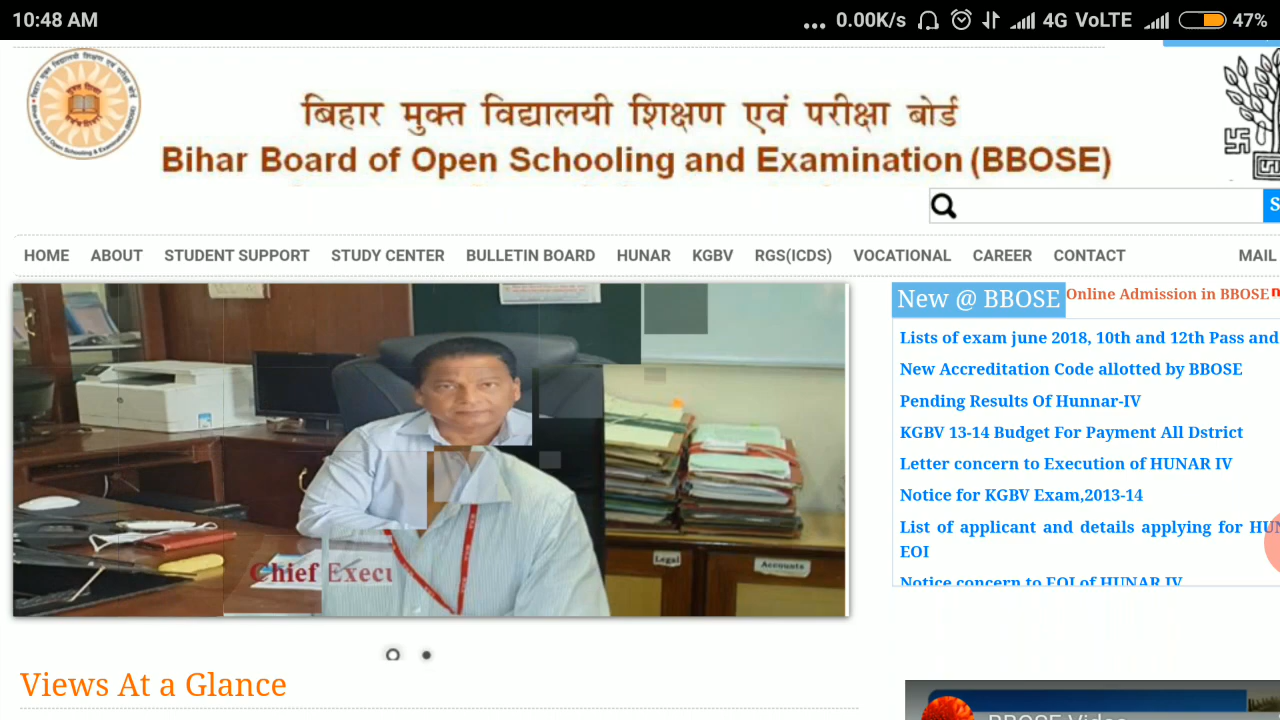 10:48 AM ... 0.00K/s 4G VoLTE 47%
बिहार मुक्त विद्यालयी शिक्षण एवं परीक्षा बोर्ड
Bihar Board of Open Schooling and Examination (BBOSE)
S
HOME ABOUT STUDENT SUPPORT STUDY CENTER BULLETIN BOARD HUNAR KGBV RGS(ICDS) VOCATIONAL CAREER CONTACT MAIL
New @ BBOSE Online Admission in BBOSE
Lists of exam june 2018, 10th and 12th Pass and
New Accreditation Code allotted by BBOSE
Pending Results Of Hunnar-IV
KGBV 13-14 Budget For Payment All Dstrict
Letter concern to Execution of HUNAR IV
Notice for KGBV Exam,2013-14
List of applicant and details applying for HUN
EOI
Notice concern to EOI of HUNAR IV
Legal
Accounts
Chief Execu
Views At a Glance
BBOSE Video